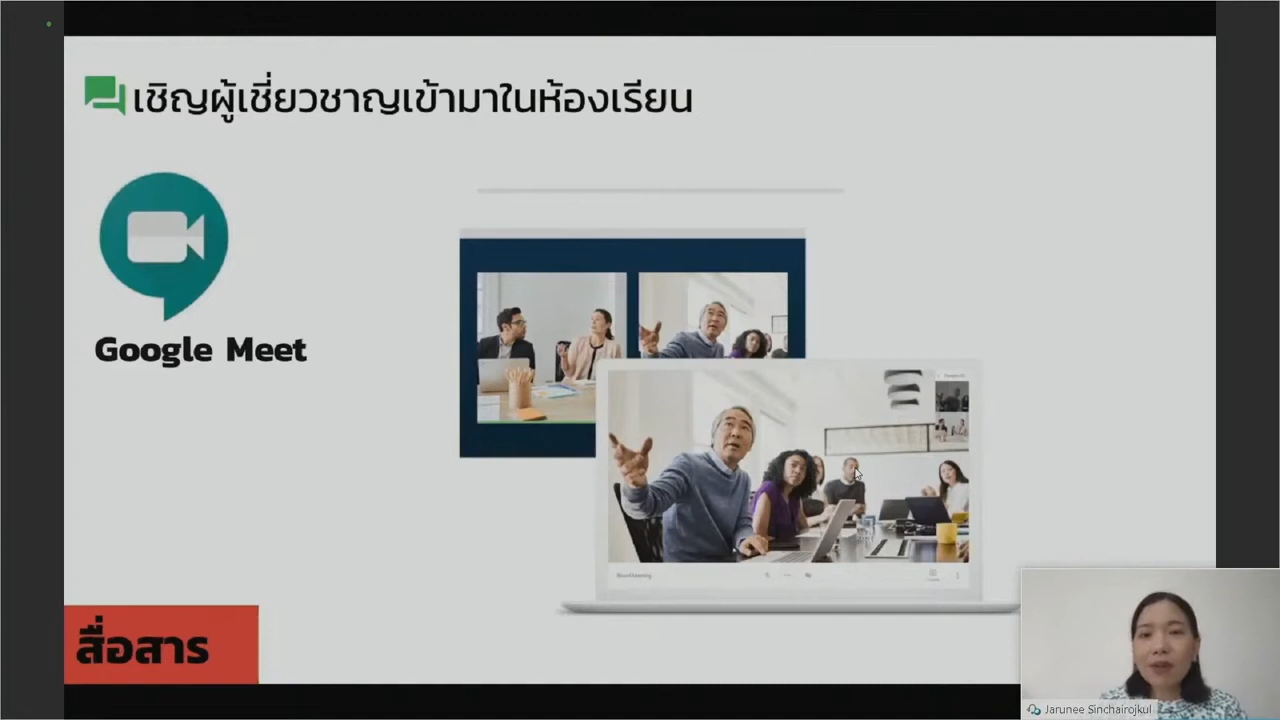 เชิญผู้เชี่ยวชาญเข้ามาในห้องเรียน
Google Meet
สื่อสาร
Jarunee Sinchairojkul